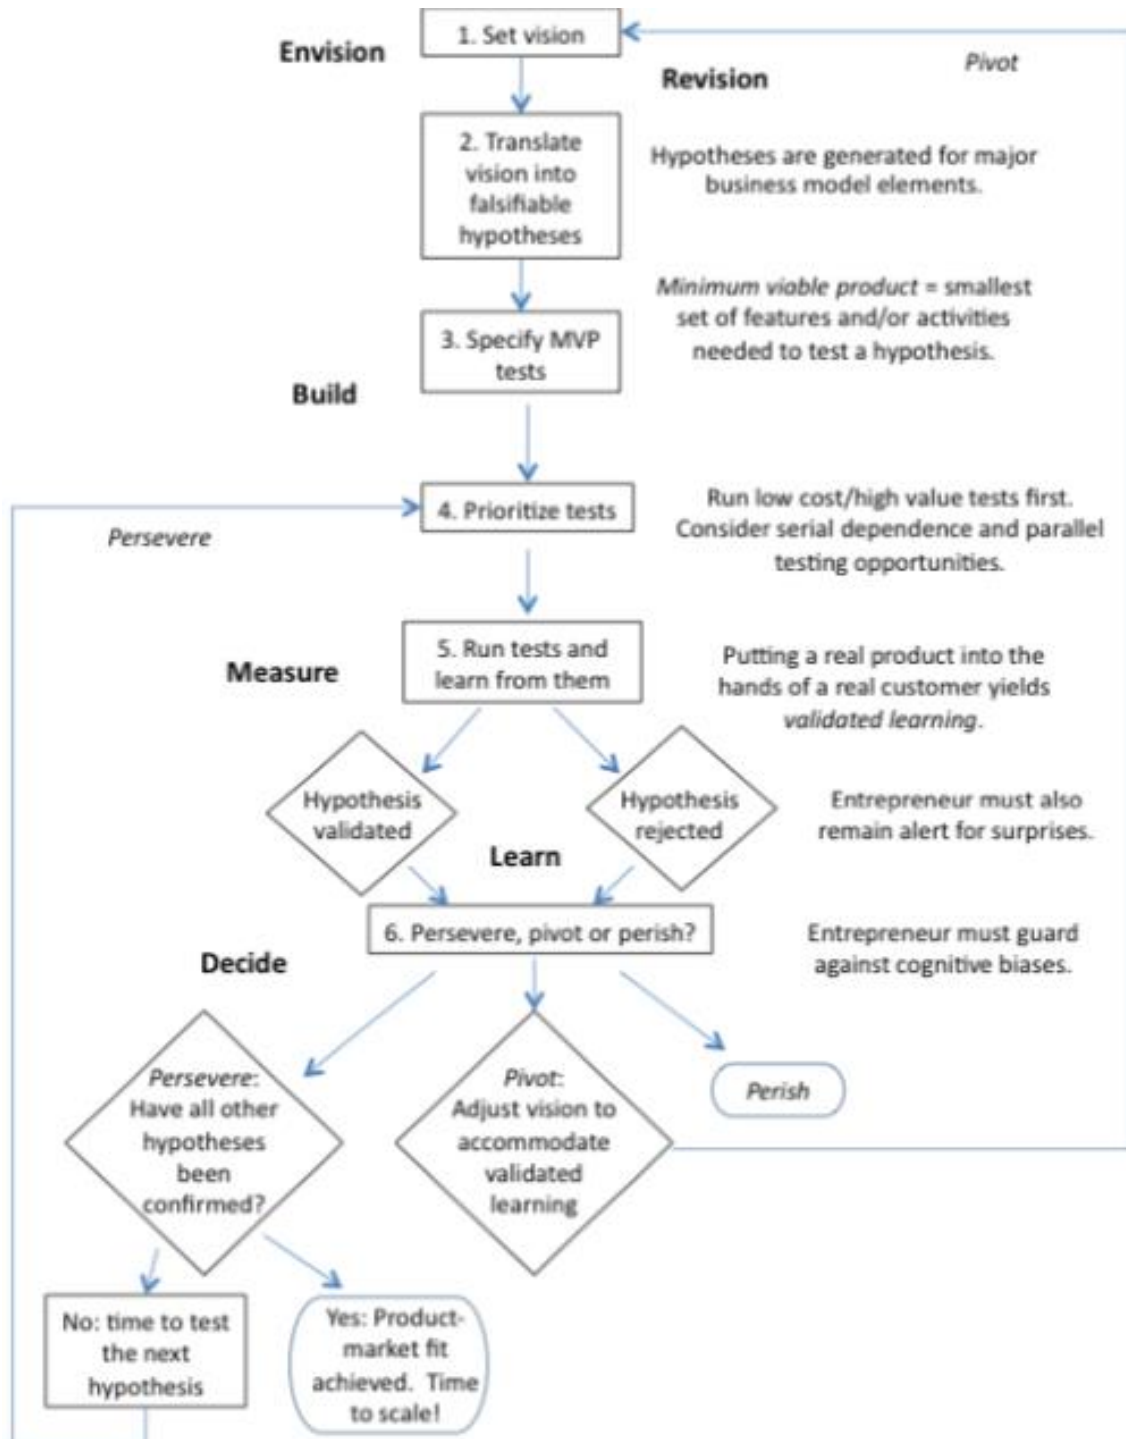 1. Set vision
Envision
Pivot
Revision
2. Translate
vision into
falsifiable
hypotheses
Hypotheses are generated for major
business model elements.
Minimum viable product = smallest
set of features and/or activities
needed to test a hypothesis.
3. Specify MVP
tests
Build
4. Prioritize tests
Persevere
Run low cost/high value tests first.
Consider serial dependence and parallel
testing opportunities.
5. Run tests and
learn from them
Measure
Putting a real product into the
hands of a real customer yields
validated learning.
Hypothesis
validated
Hypothesis
rejected
Entrepreneur must also
remain alert for surprises.
Learn
6. Persevere, pivot or perish?
Entrepreneur must guard
against cognitive biases.
Decide
Persevere:
Have all other
hypotheses
been
confirmed?
Pivot:
Adjust vision to
accommodate
validated
learning
Perish
No: time to test
the next
hypothesis
Yes: Product-
market fit
achieved. Time
to scale!